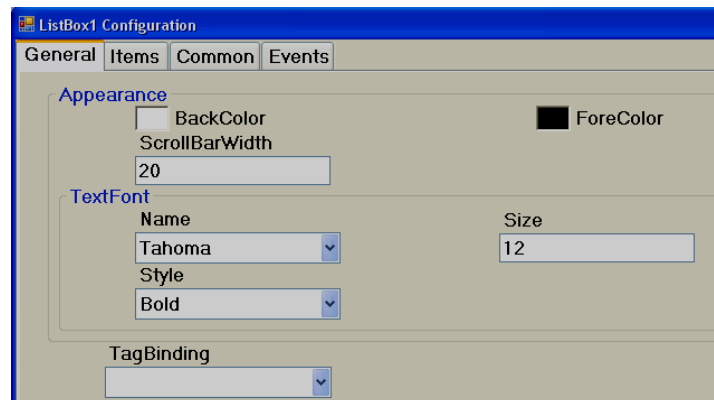 ListBox1 Configuration
General Items Common Events
Appearance
BackColor ForeColor
ScrollBarWidth
20
TextFont
Name Size
Tahoma 12
Style
Bold
TagBinding